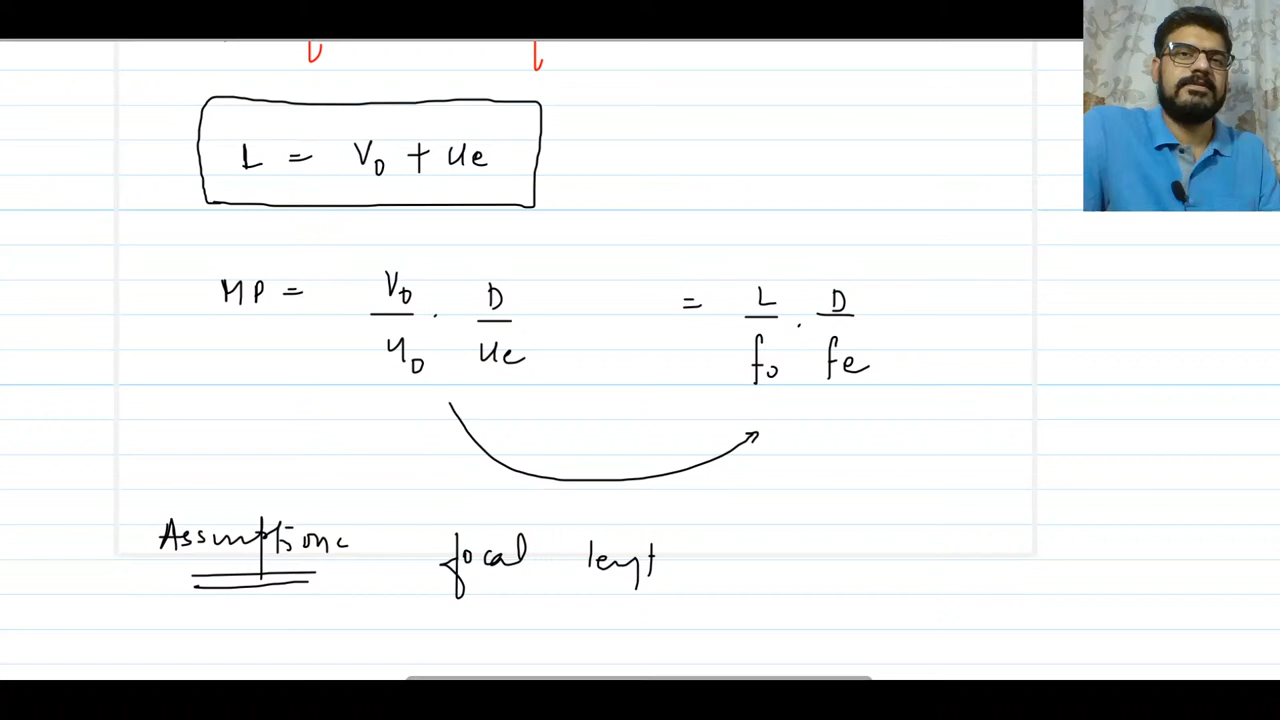 L = V₀ + ue
MP = V₀/u₀ · D/ue = L/f₀ · D/fe
Assumptions focal lengt